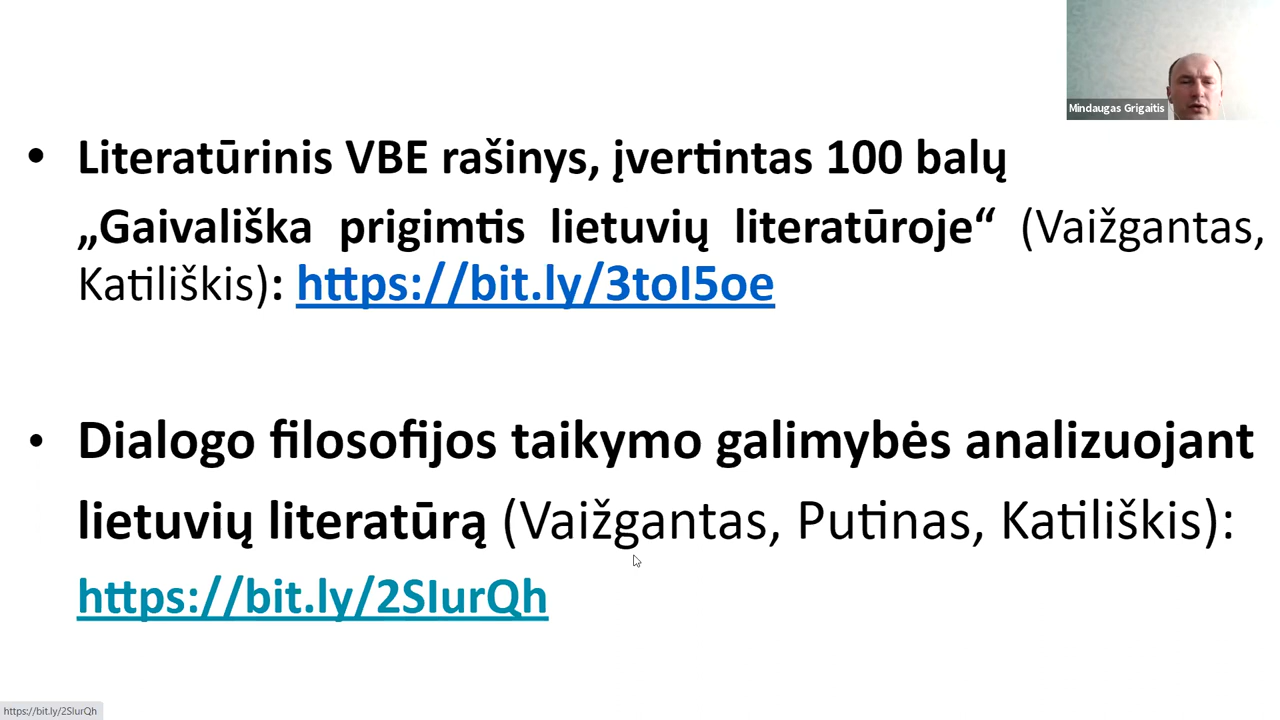 Mindaugas Grigaitis
• Literatūrinis VBE rašinys, įvertintas 100 balų
„Gaivališka prigimtis lietuvių literatūroje“ (Vaižgantas,
Katiliškis): https://bit.ly/3toI5oe
• Dialogo filosofijos taikymo galimybės analizuojant
lietuvių literatūrą (Vaižgantas, Putinas, Katiliškis):
https://bit.ly/2SIurQh
https://bit.ly/2SIurQh